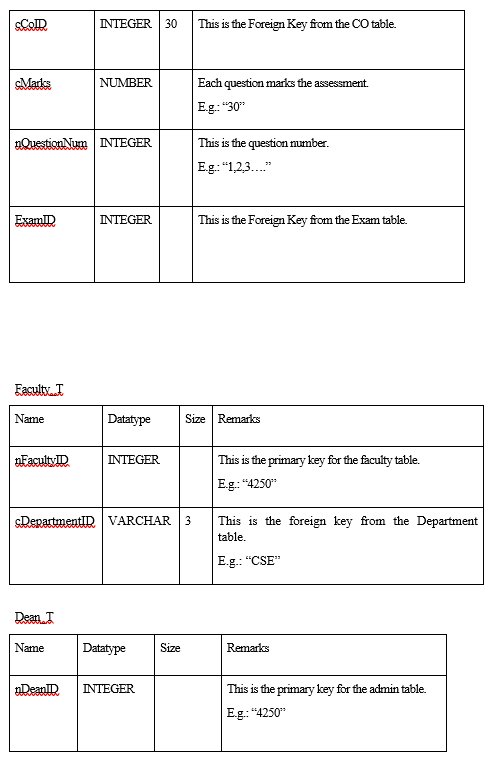 cCoID INTEGER 30 This is the Foreign Key from the CO table.
cMarks NUMBER Each question marks the assessment.
E.g.: “30”
nQuestionNum INTEGER This is the question number.
E.g.: “1,2,3….”
ExamID INTEGER This is the Foreign Key from the Exam table.
Faculty_T
Name Datatype Size Remarks
nFacultyID INTEGER This is the primary key for the faculty table.
E.g.: “4250”
cDepartmentID VARCHAR 3 This is the foreign key from the Department
table.
E.g.: “CSE”
Dean_T
Name Datatype Size Remarks
nDeanID INTEGER This is the primary key for the admin table.
E.g.: “4250”